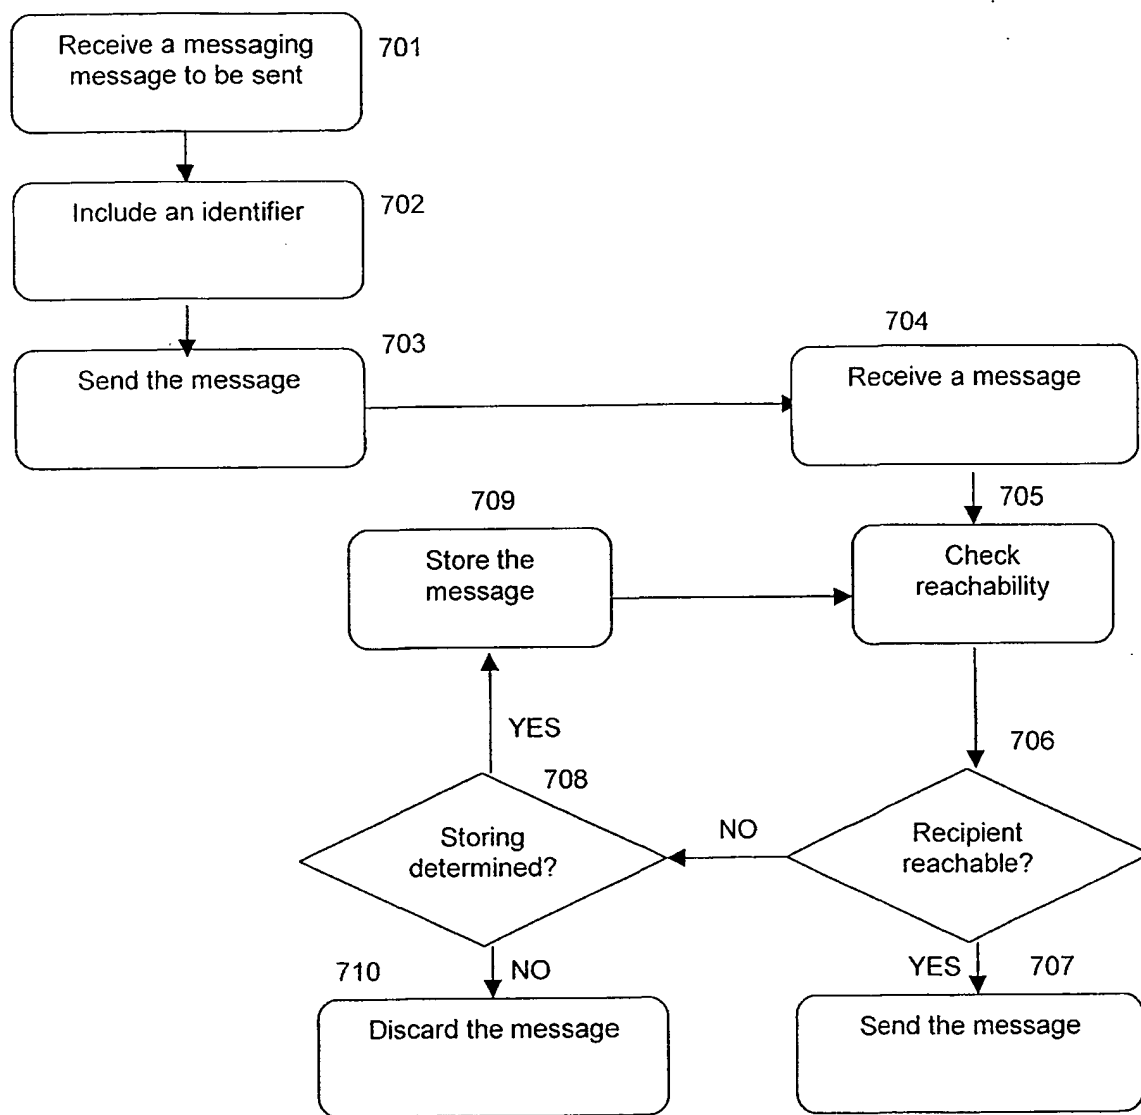 Receive a messaging
message to be sent
701
Include an identifier
702
703
Send the message
704
Receive a message
709
705
Store the
message
Check
reachability
YES
706
708
Storing
determined?
NO
Recipient
reachable?
710
NO
YES
707
Discard the message
Send the message